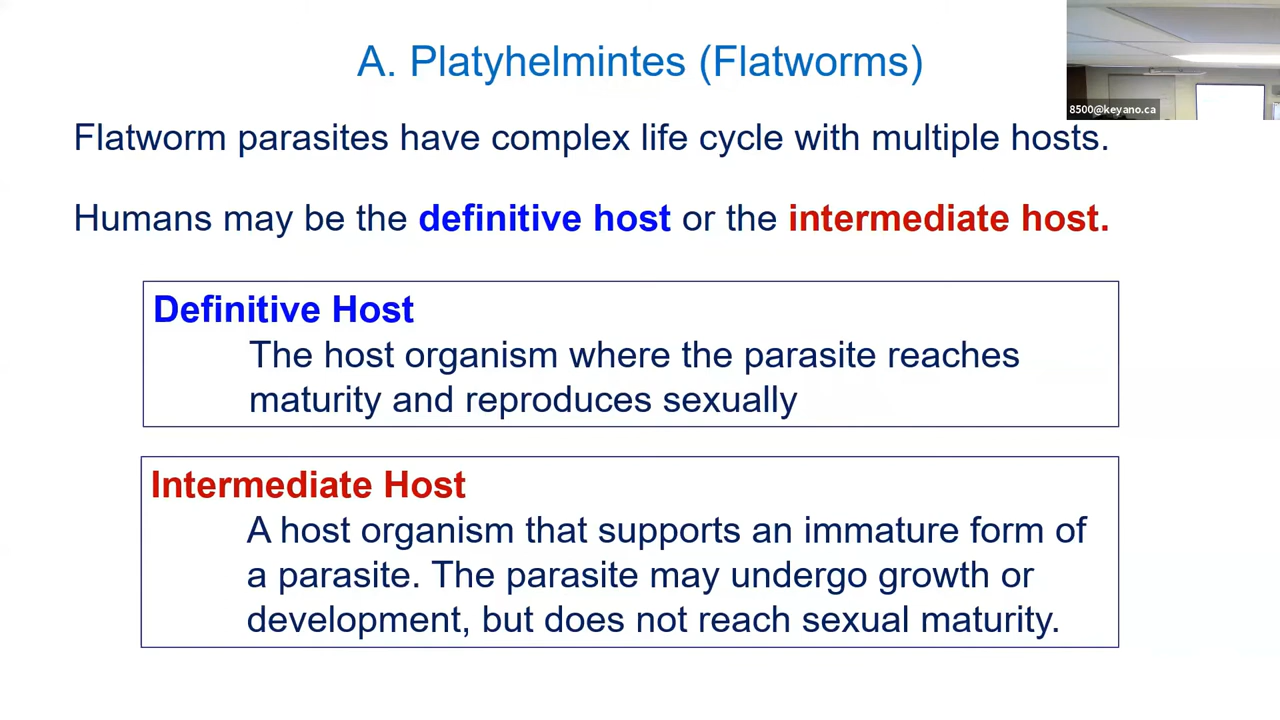 A. Platyhelmintes (Flatworms)
8500@keyano.ca
Flatworm parasites have complex life cycle with multiple hosts.
Humans may be the definitive host or the intermediate host.
Definitive Host
The host organism where the parasite reaches
maturity and reproduces sexually
Intermediate Host
A host organism that supports an immature form of
a parasite. The parasite may undergo growth or
development, but does not reach sexual maturity.